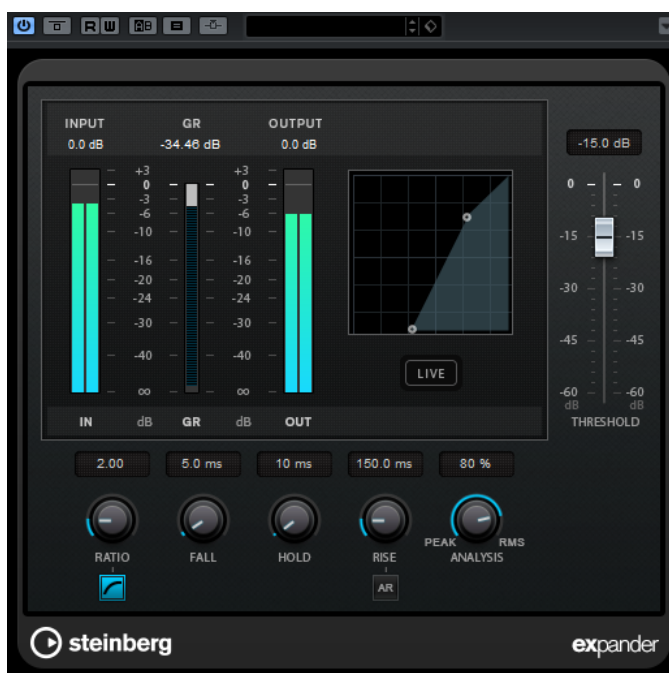 R W AB
INPUT GR OUTPUT
0.0 dB -34.46 dB 0.0 dB
-15.0 dB
+3 +3
0 0
-3 -3
-6 -6
-10 -10
-16 -16
-20 -20
-24 -24
-30 -30
-40 -40
∞ ∞
IN dB GR dB OUT
LIVE
0 0
-15 -15
-30 -30
-45 -45
-60 -60
dB dB
THRESHOLD
2.00 5.0 ms 10 ms 150.0 ms 80 %
PEAK RMS
RATIO FALL HOLD RISE ANALYSIS
AR
steinberg expander